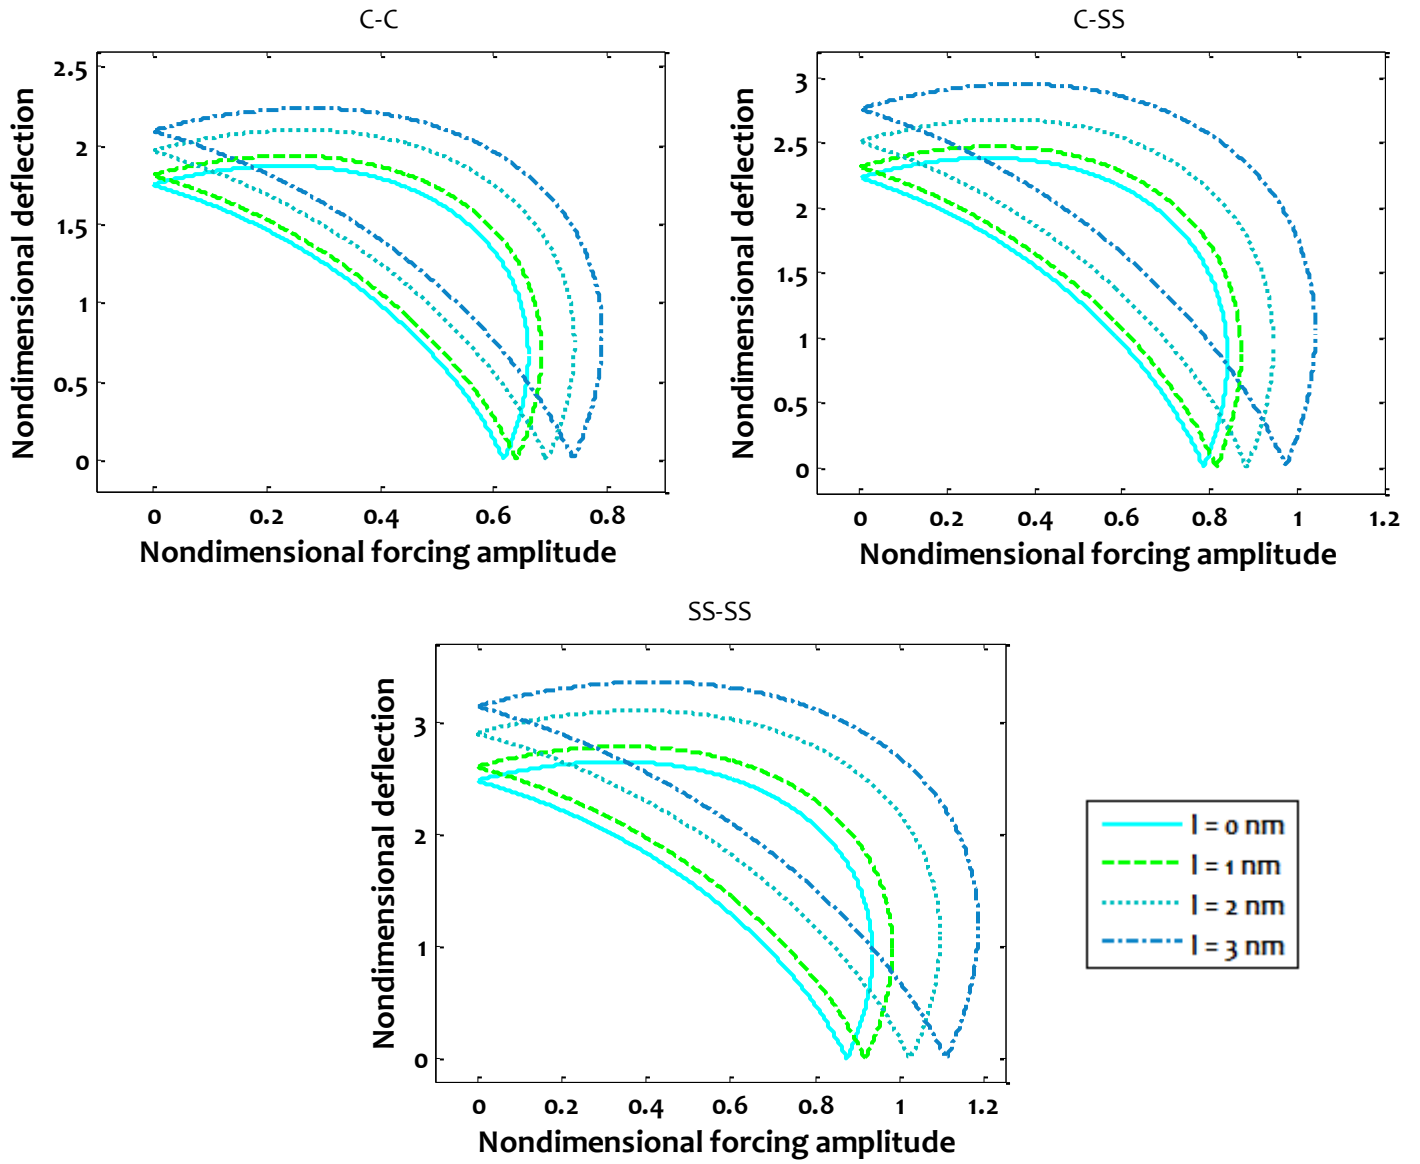 C-C
2.5
2
1.5
1
0.5
0
0
0.2
0.4
0.6
0.8
Nondimensional deflection
Nondimensional forcing amplitude
C-SS
3
2.5
2
1.5
1
0.5
0
0
0.2
0.4
0.6
0.8
1
1.2
Nondimensional deflection
Nondimensional forcing amplitude
SS-SS
3
2
1
0
0
0.2
0.4
0.6
0.8
1
1.2
Nondimensional deflection
Nondimensional forcing amplitude
l = 0 nm
l = 1 nm
l = 2 nm
l = 3 nm